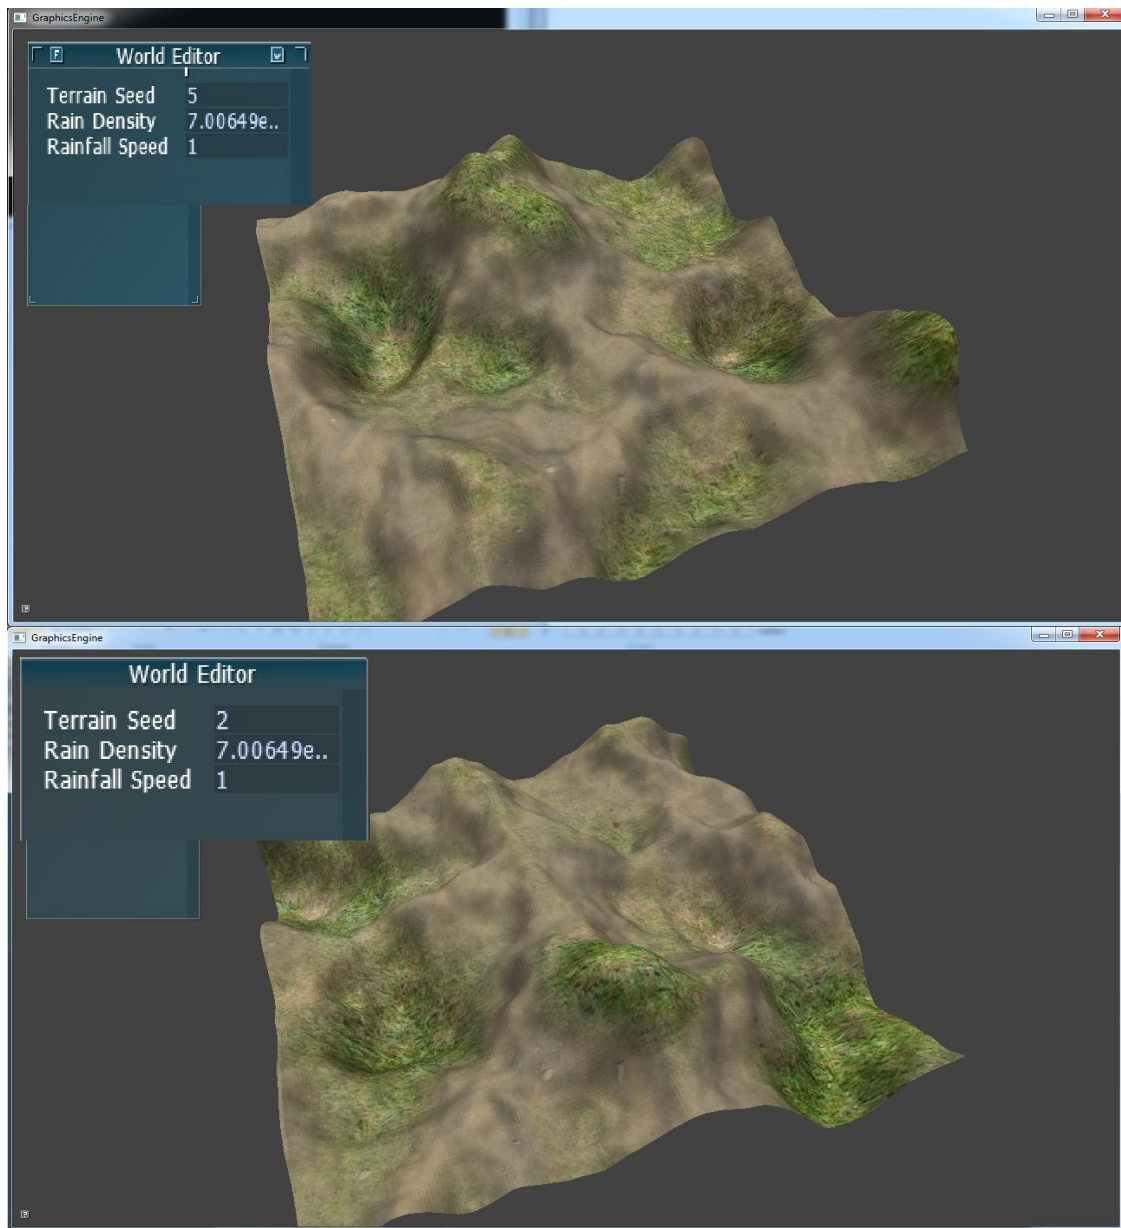 GraphicsEngine
World Editor
Terrain Seed 5
Rain Density 7.00649e..
Rainfall Speed 1
GraphicsEngine
World Editor
Terrain Seed 2
Rain Density 7.00649e..
Rainfall Speed 1